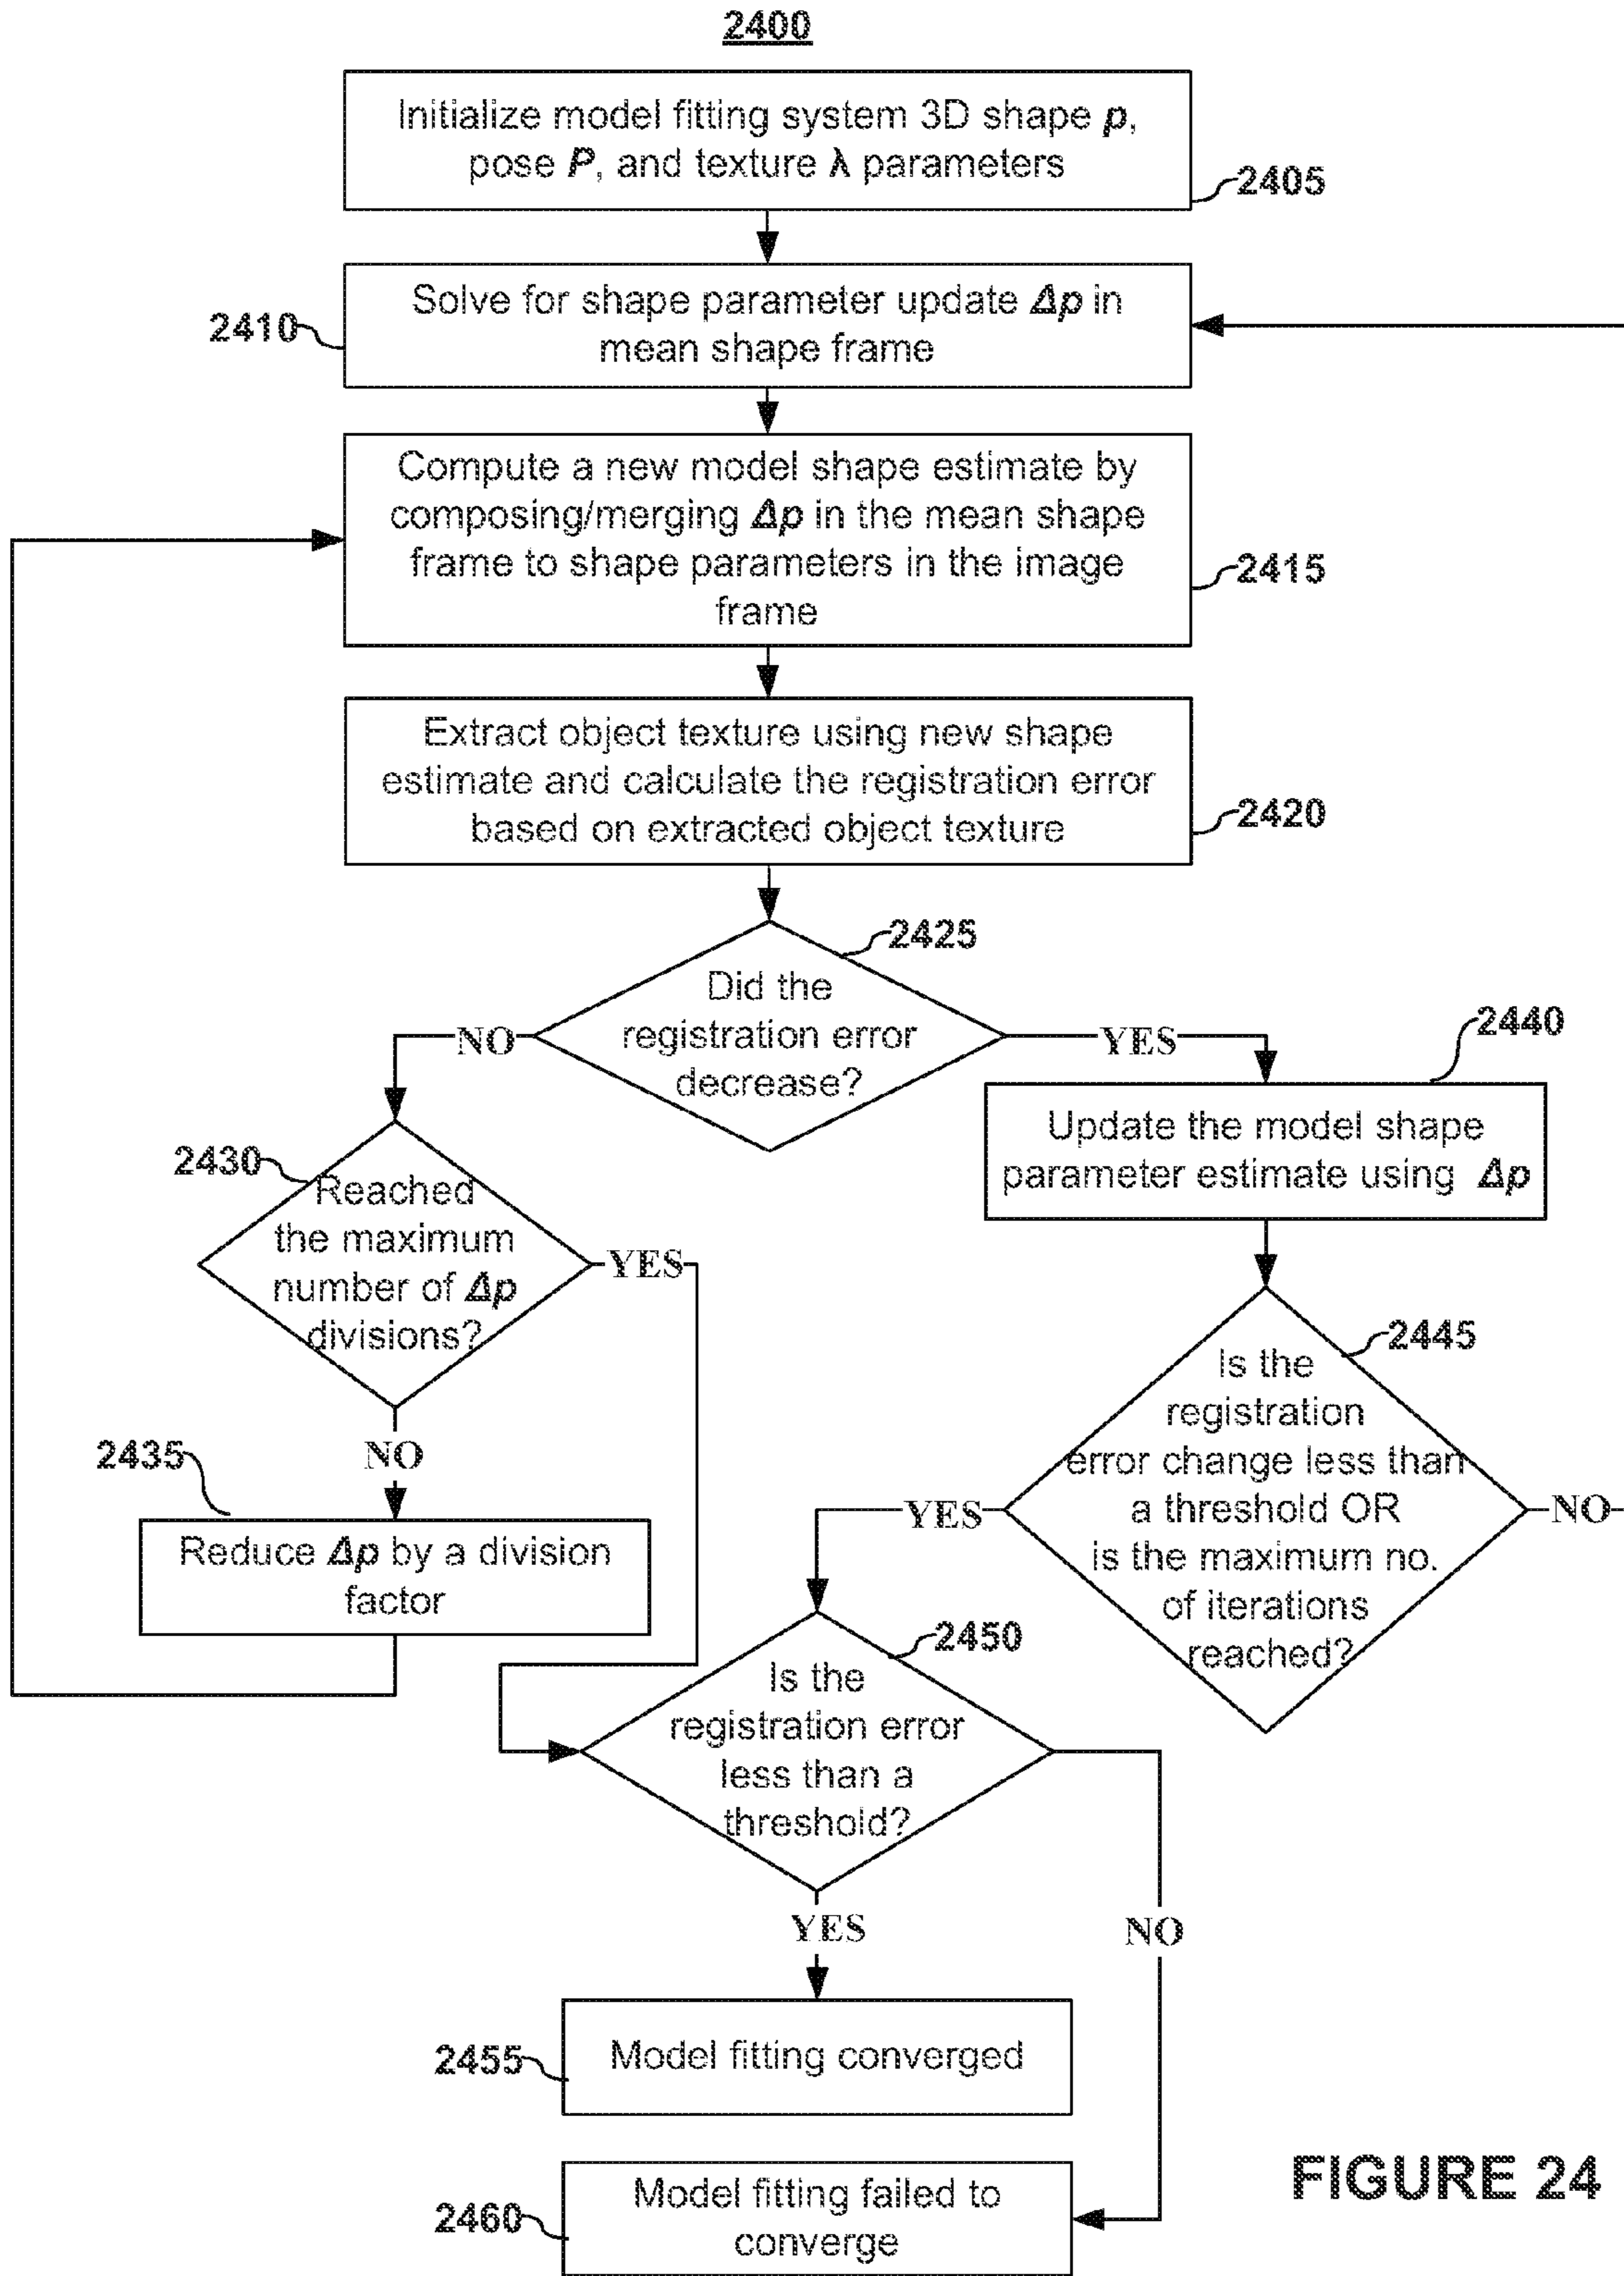 2400
Initialize model fitting system 3D shape p,
pose P, and texture λ parameters
2405
Solve for shape parameter update Δp in
mean shape frame
2410
Compute a new model shape estimate by
composing/merging Δp in the mean shape
frame to shape parameters in the image
frame
2415
Extract object texture using new shape
estimate and calculate the registration error
based on extracted object texture
2420
2425
Did the
registration error
decrease?
NO
YES
2430
Reached
the maximum
number of Δp
divisions?
YES
NO
2435
Reduce Δp by a division
factor
2440
Update the model shape
parameter estimate using Δp
2445
Is the
registration
error change less than
a threshold OR
is the maximum no.
of iterations
reached?
YES
NO
2450
Is the
registration error
less than a
threshold?
YES
NO
2455
Model fitting converged
2460
Model fitting failed to
converge
FIGURE 24